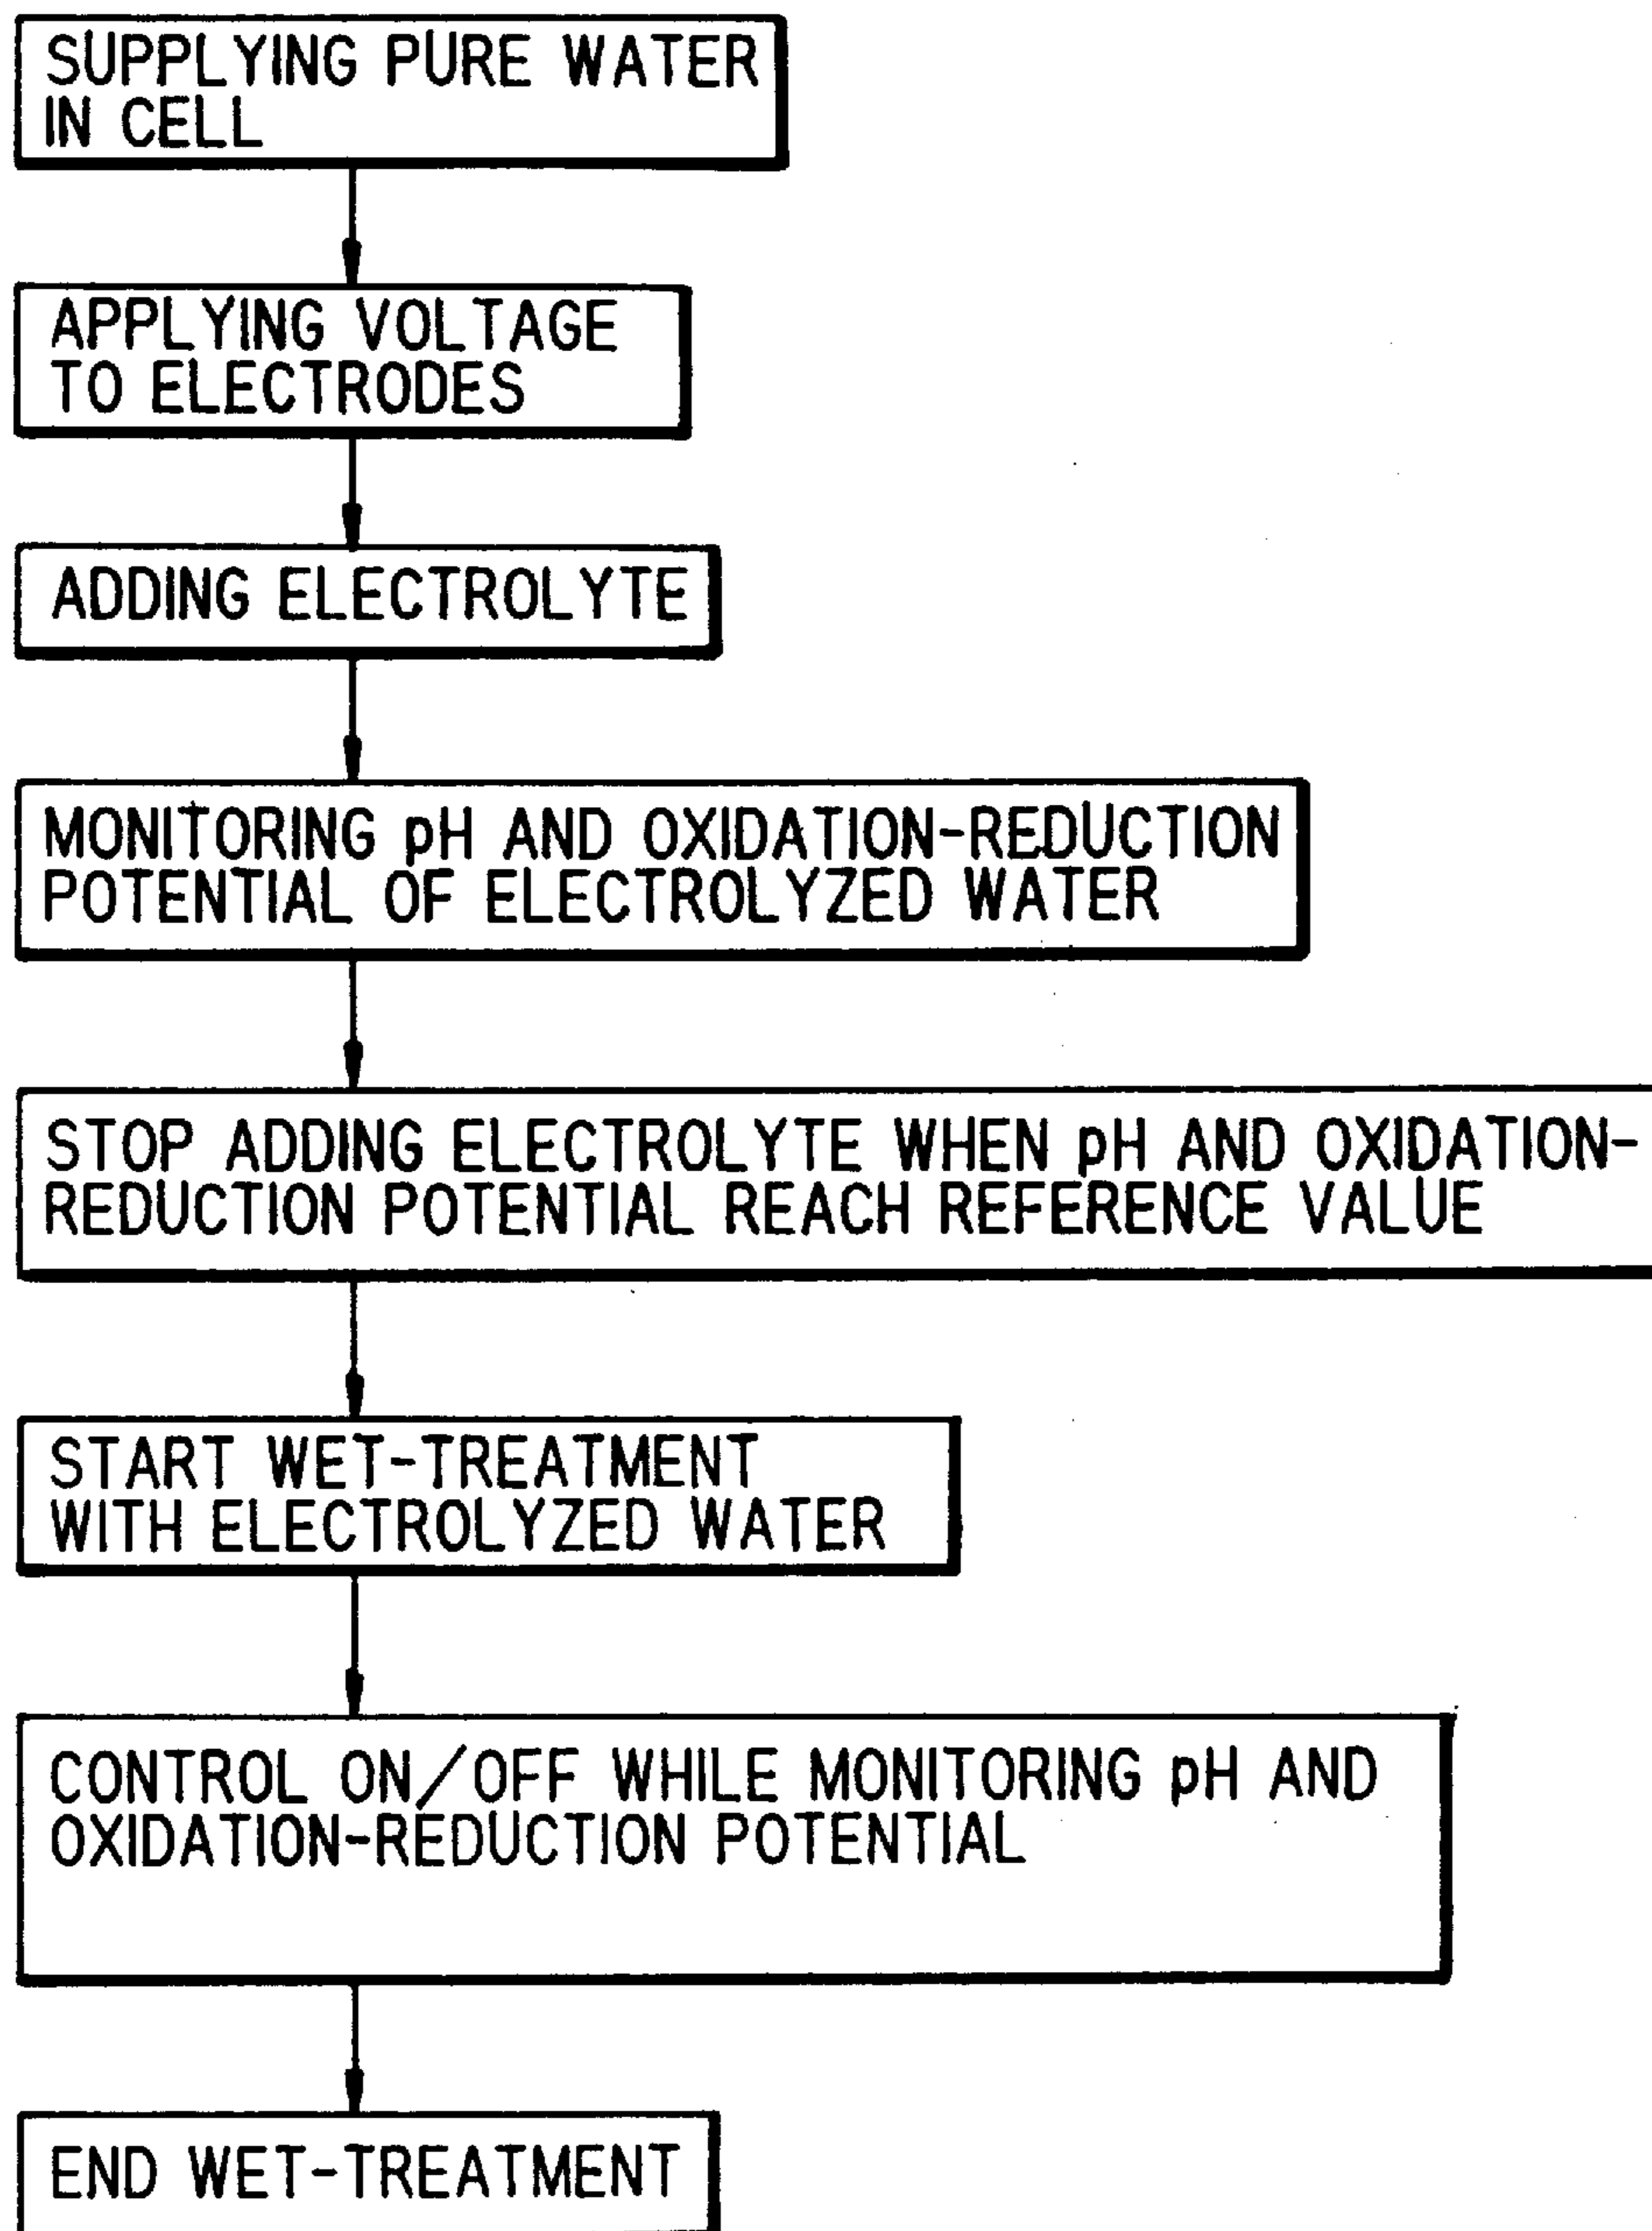 SUPPLYING PURE WATER
IN CELL
APPLYING VOLTAGE
TO ELECTRODES
ADDING ELECTROLYTE
MONITORING pH AND OXIDATION-REDUCTION
POTENTIAL OF ELECTROLYZED WATER
STOP ADDING ELECTROLYTE WHEN pH AND OXIDATION-
REDUCTION POTENTIAL REACH REFERENCE VALUE
START WET-TREATMENT
WITH ELECTROLYZED WATER
CONTROL ON/OFF WHILE MONITORING pH AND
OXIDATION-REDUCTION POTENTIAL
END WET-TREATMENT